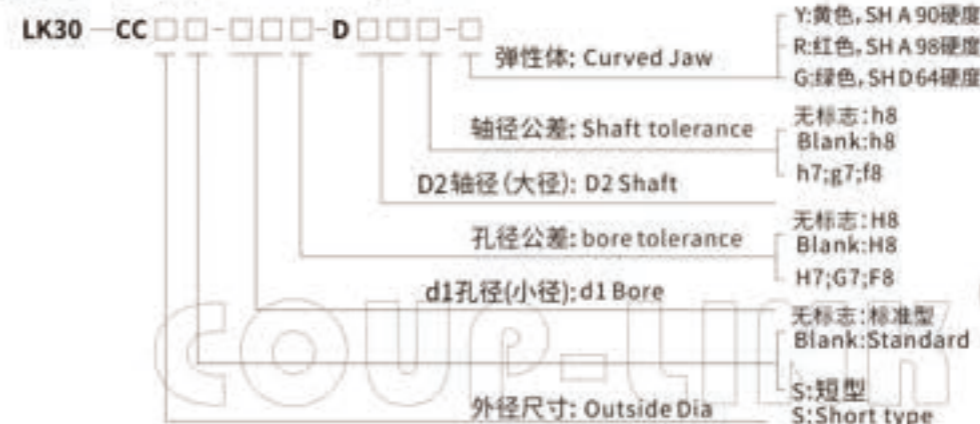 LK30 — CC □ □ - □ □ □ - D □ □ □ - □
Y:黄色, SH A 90硬度
弹性体: Curved Jaw
R:红色, SH A 98硬度
G:绿色, SH D 64硬度
轴径公差: Shaft tolerance
无标志: h8
Blank:h8
h7;g7;f8
D2轴径(大径): D2 Shaft
孔径公差: bore tolerance
无标志: H8
Blank:H8
H7;G7;F8
d1孔径(小径): d1 Bore
无标志: 标准型
Blank:Standard
COUP-LINK
S:短型
S:Short type
外径尺寸: Outside Dia